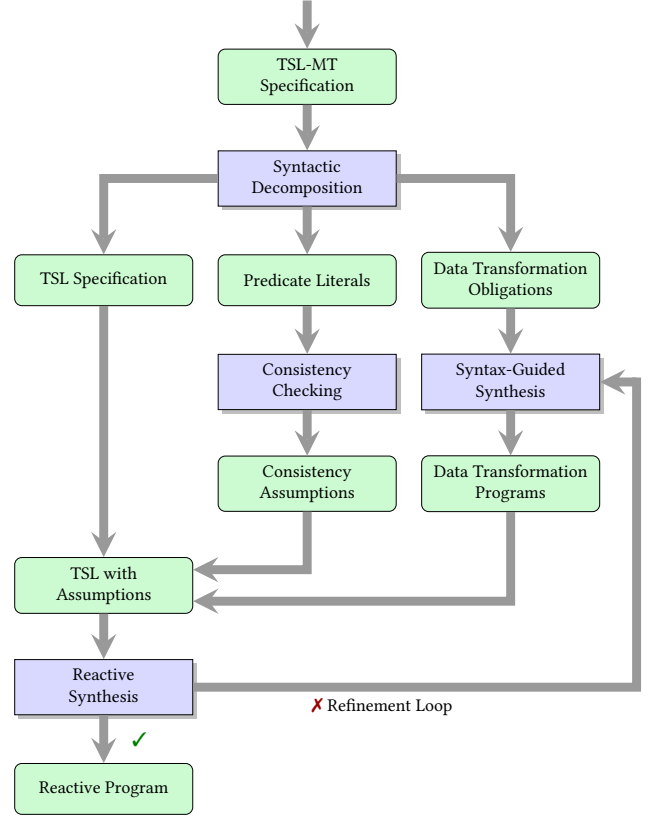 TSL-MT
Specification
Syntactic
Decomposition
TSL Specification
Predicate Literals
Data Transformation
Obligations
Consistency
Checking
Syntax-Guided
Synthesis
Consistency
Assumptions
Data Transformation
Programs
TSL with
Assumptions
Reactive
Synthesis
✗ Refinement Loop
✓
Reactive Program